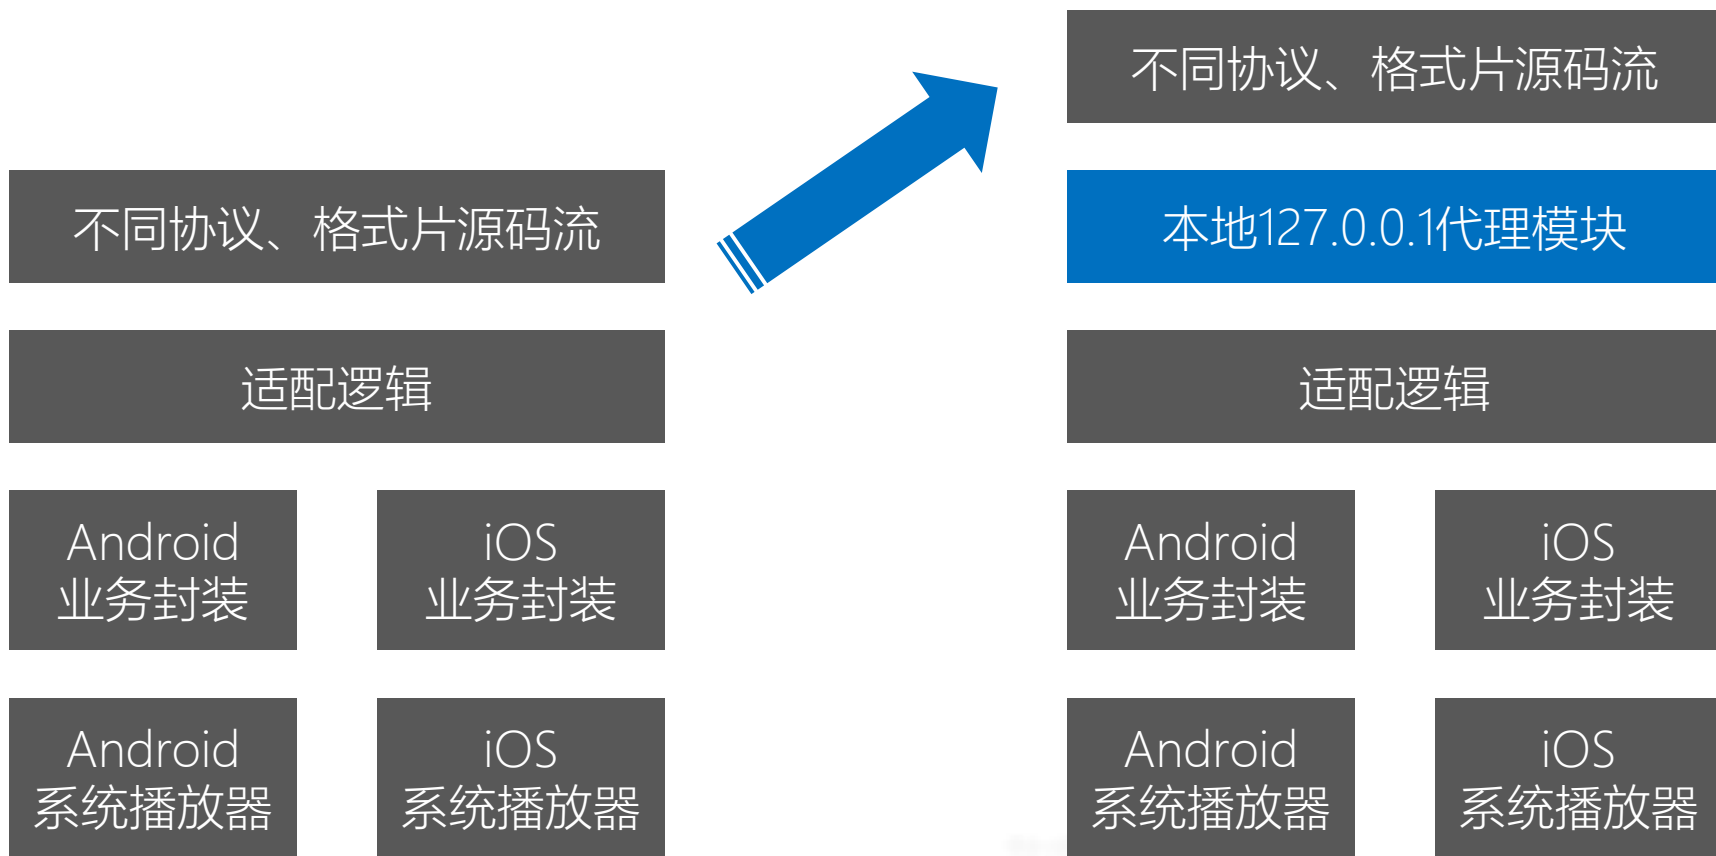 不同协议、格式片源码流
适配逻辑
Android
业务封装
iOS
业务封装
Android
系统播放器
iOS
系统播放器
不同协议、格式片源码流
本地127.0.0.1代理模块
适配逻辑
Android
业务封装
iOS
业务封装
Android
系统播放器
iOS
系统播放器